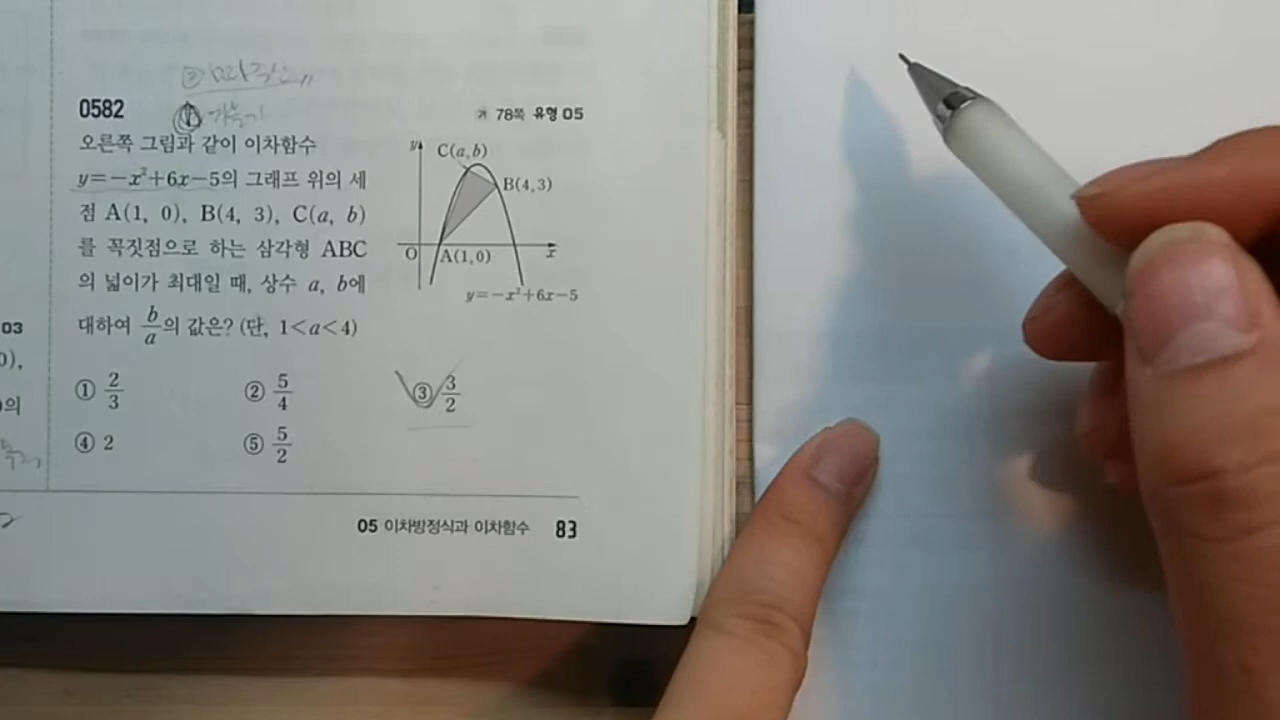 0582
78쪽 유형 05
오른쪽 그림과 같이 이차함수
y=-x²+6x-5의 그래프 위의 세
점 A(1, 0), B(4, 3), C(a, b)
를 꼭짓점으로 하는 삼각형 ABC
의 넓이가 최대일 때, 상수 a, b에
대하여 b/a의 값은? (단, 1<a<4)
y
C(a, b)
B(4, 3)
O
A(1, 0)
x
y=-x²+6x-5
① 2/3
② 5/4
③ 3/2
④ 2
⑤ 5/2
03
0),
의
05 이차방정식과 이차함수 83